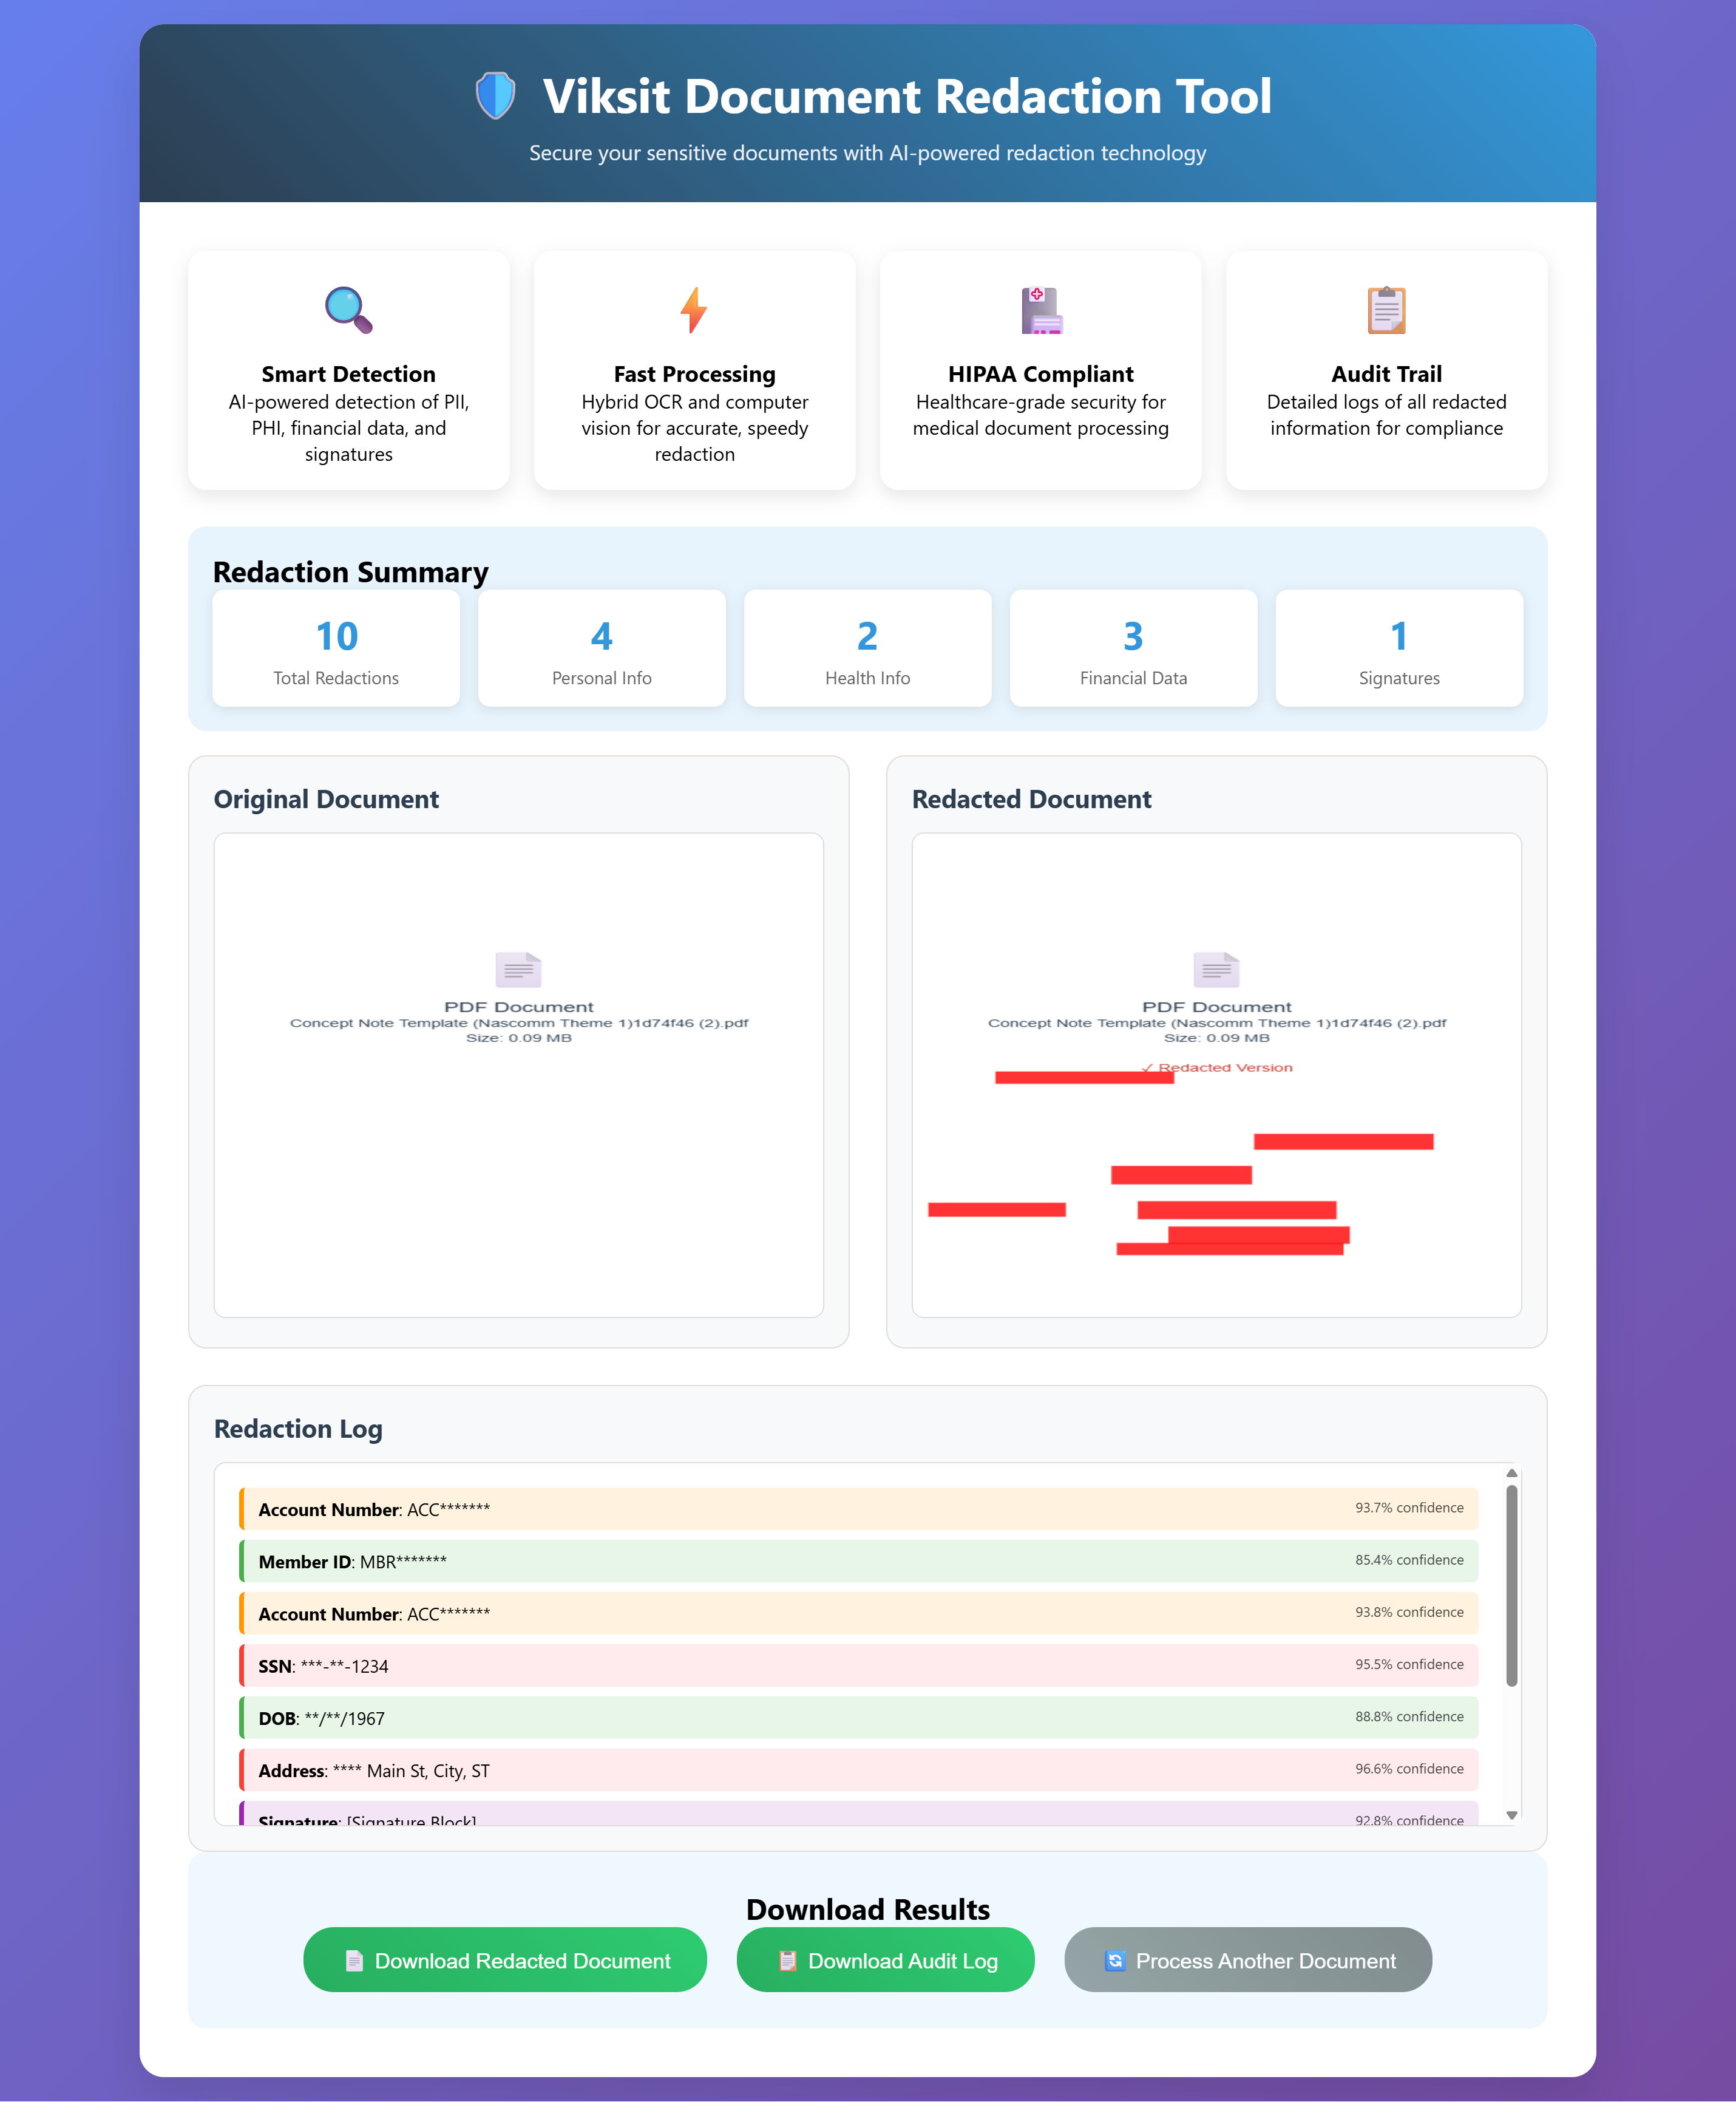 Viksit Document Redaction Tool
Secure your sensitive documents with AI-powered redaction technology
Smart Detection
AI-powered detection of PII,
PHI, financial data, and
signatures
Fast Processing
Hybrid OCR and computer
vision for accurate, speedy
redaction
HIPAA Compliant
Healthcare-grade security for
medical document processing
Audit Trail
Detailed logs of all redacted
information for compliance
Redaction Summary
10
Total Redactions
4
Personal Info
2
Health Info
3
Financial Data
1
Signatures
Original Document
PDF Document
Concept Note Template (Nascomm Theme 1)1d74f46 (2).pdf
Size: 0.09 MB
Redacted Document
PDF Document
Concept Note Template (Nascomm Theme 1)1d74f46 (2).pdf
Size: 0.09 MB
✓ Redacted Version
Redaction Log
Account Number: ACC******* 93.7% confidence
Member ID: MBR******* 85.4% confidence
Account Number: ACC******* 93.8% confidence
SSN: ***-**-1234 95.5% confidence
DOB: **/**/1967 88.8% confidence
Address: **** Main St, City, ST 96.6% confidence
Signature: [Signature Block] 92.8% confidence
Download Results
Download Redacted Document
Download Audit Log
Process Another Document